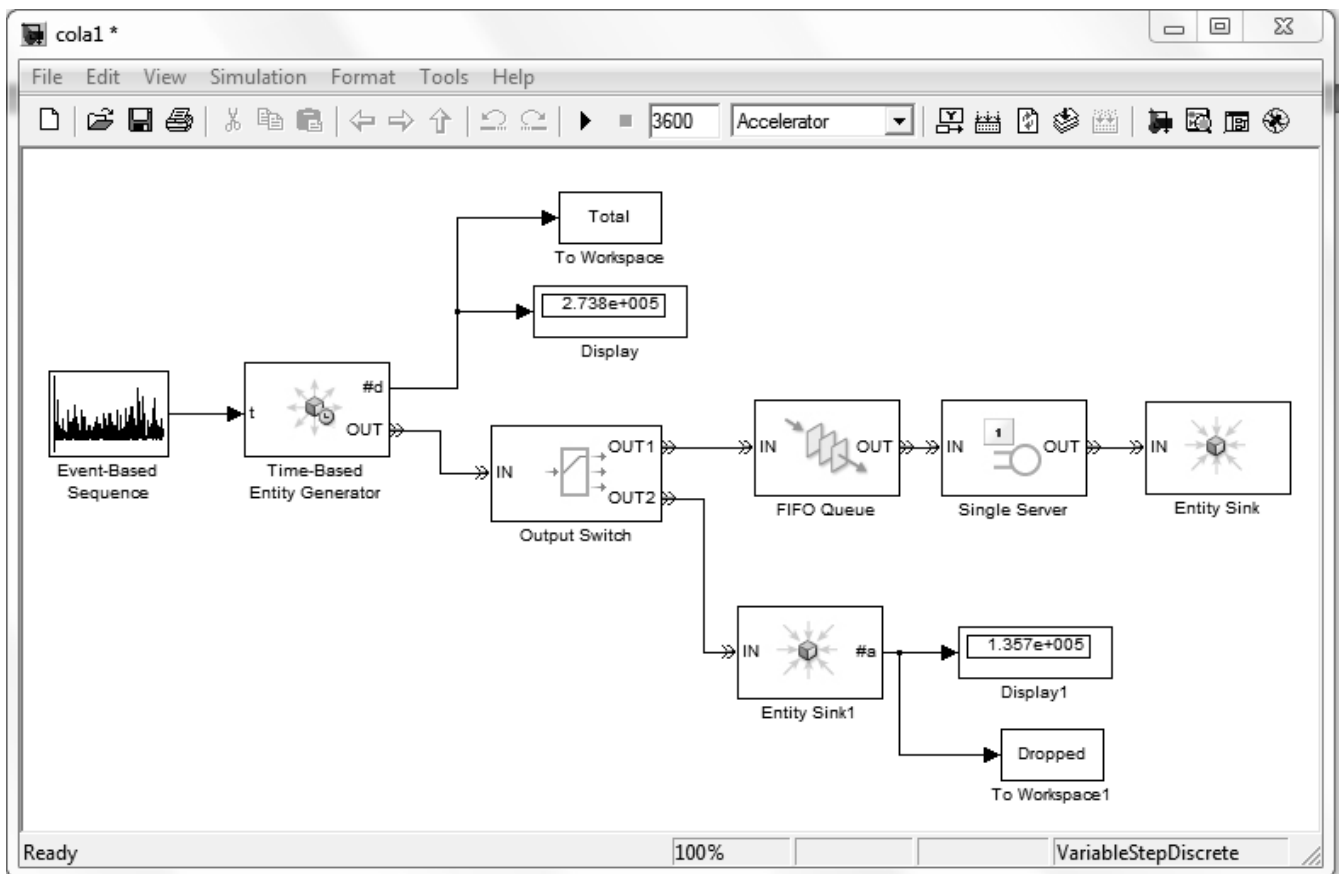 cola1 *
File Edit View Simulation Format Tools Help
3600 Accelerator
Total
To Workspace
2.738e+005
Display
Event-Based
Sequence
t
#d
OUT
Time-Based
Entity Generator
IN
OUT1
OUT2
Output Switch
IN
OUT
FIFO Queue
IN
1
OUT
Single Server
IN
Entity Sink
IN
#a
Entity Sink1
1.357e+005
Display1
Dropped
To Workspace1
Ready 100% VariableStepDiscrete